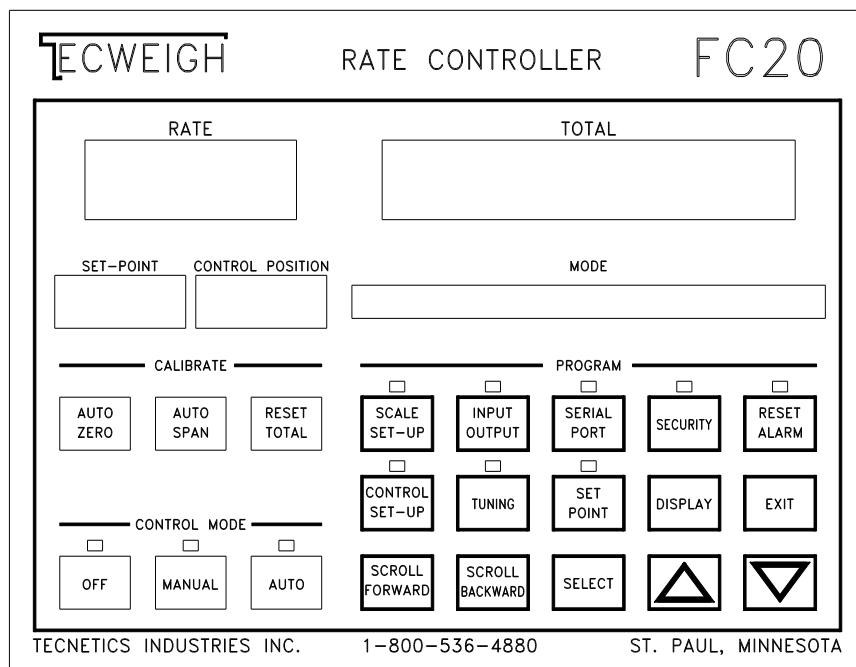 TECWEIGH RATE CONTROLLER FC20
RATE TOTAL
SET-POINT CONTROL POSITION MODE
CALIBRATE PROGRAM
AUTO ZERO
AUTO SPAN
RESET TOTAL
SCALE SET-UP
INPUT OUTPUT
SERIAL PORT
SECURITY
RESET ALARM
CONTROL SET-UP
TUNING
SET POINT
DISPLAY
EXIT
CONTROL MODE
OFF
MANUAL
AUTO
SCROLL FORWARD
SCROLL BACKWARD
SELECT
TECNETICS INDUSTRIES INC. 1-800-536-4880 ST. PAUL, MINNESOTA